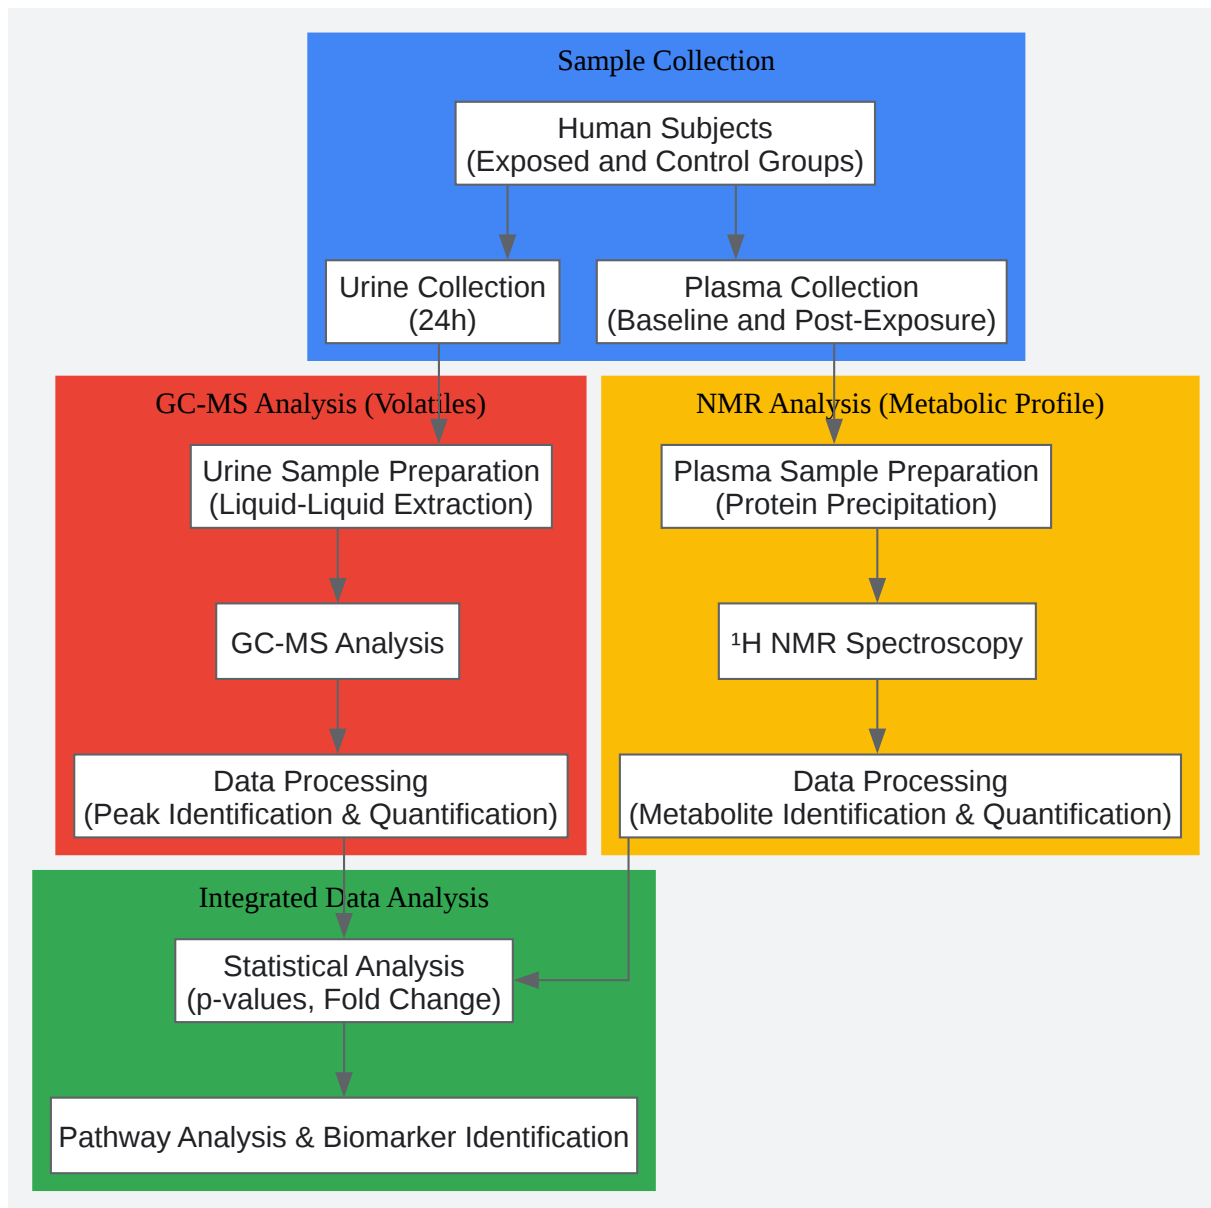 Sample Collection
Human Subjects
(Exposed and Control Groups)
Urine Collection
(24h)
Plasma Collection
(Baseline and Post-Exposure)
GC-MS Analysis (Volatiles)
Urine Sample Preparation
(Liquid-Liquid Extraction)
GC-MS Analysis
Data Processing
(Peak Identification & Quantification)
NMR Analysis (Metabolic Profile)
Plasma Sample Preparation
(Protein Precipitation)
¹H NMR Spectroscopy
Data Processing
(Metabolite Identification & Quantification)
Integrated Data Analysis
Statistical Analysis
(p-values, Fold Change)
Pathway Analysis & Biomarker Identification